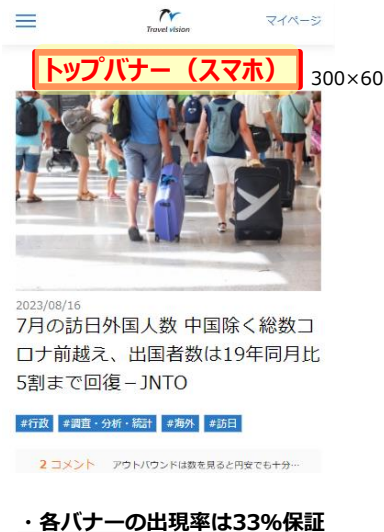 Travel vision
マイページ
トップバナー（スマホ）
300×60
2023/08/16
7月の訪日外国人数 中国除く総数コ
ロナ前越え、出国者数は19年同月比
5割まで回復－JNTO
#行政 #調査・分析・統計 #海外 #訪日
2 コメント アウトバウンドは数を見ると円安でも十分…
・各バナーの出現率は33%保証